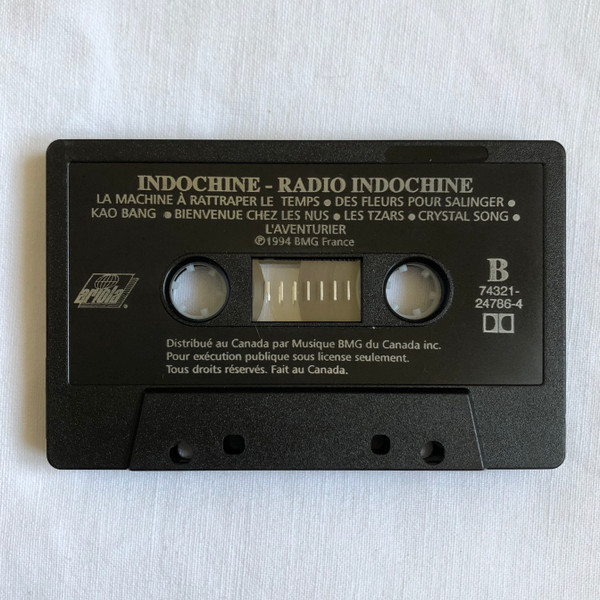 INDOCHINE - RADIO INDOCHINE
LA MACHINE À RATTRAPER LE TEMPS • DES FLEURS POUR SALINGER •
KAO BANG • BIENVENUE CHEZ LES NUS • LES TZARS • CRYSTAL SONG •
L'AVENTURIER
℗1994 BMG France
ariola®
B
74321-
24786-4
Distribué au Canada par Musique BMG du Canada inc.
Pour exécution publique sous license seulement.
Tous droits réservés. Fait au Canada.